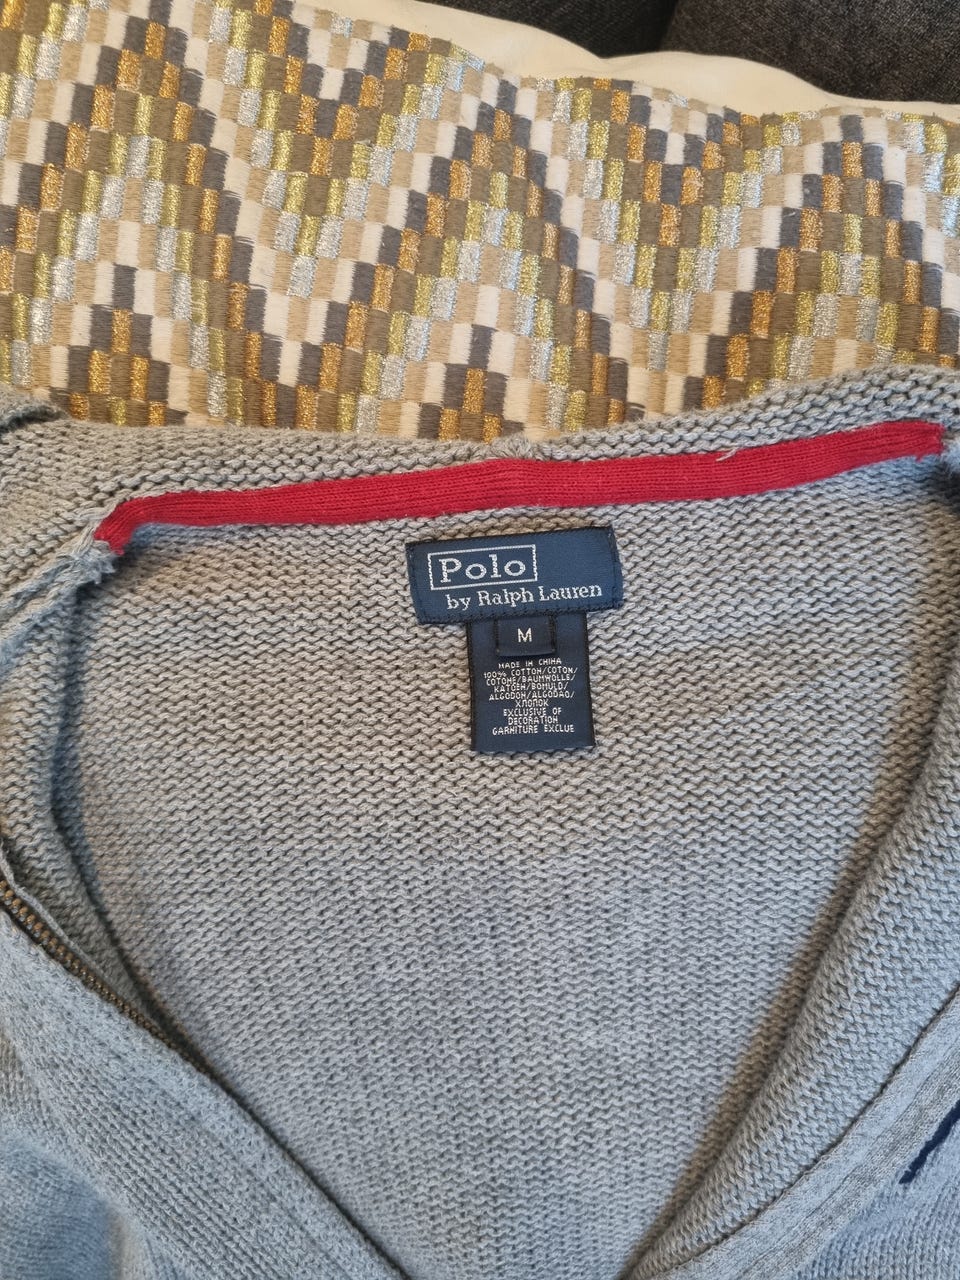 Polo
by Ralph Lauren
M
MADE IN CHINA
100% COTTON/COTON/
COTONE/BAUMWOLLE/
KATOEN/BOMULD/
ALGODON/ALGODAO/
ХЛОПОК
EXCLUSIVE OF
DECORATION
GARNITURE EXCLUE